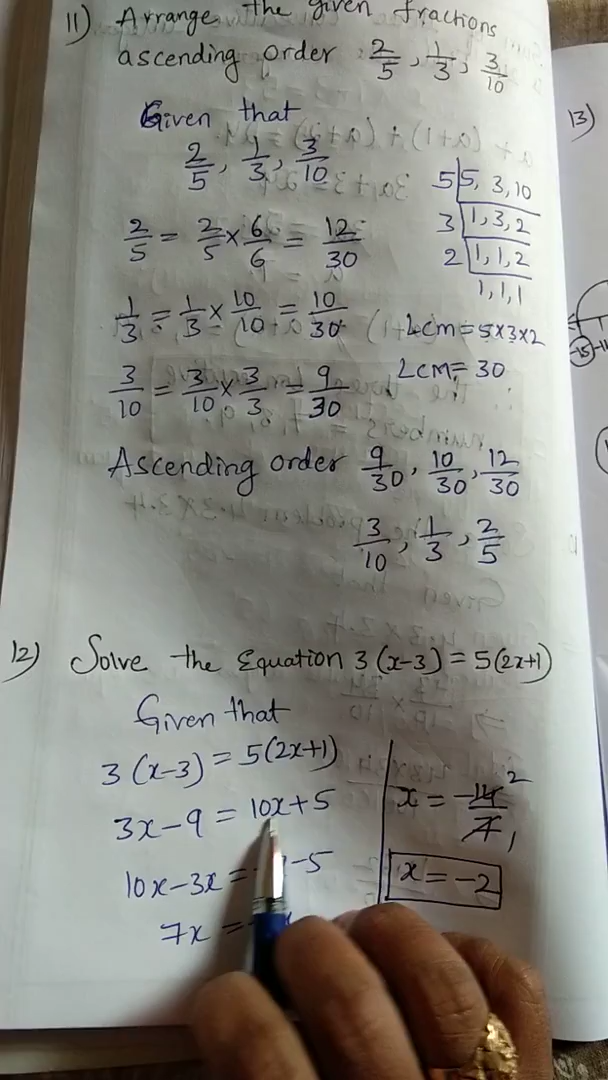 11) Arrange the given fractions
ascending order 2/5, 1/3, 3/10
Given that
2/5, 1/3, 3/10
5 | 5, 3, 10
3 | 1, 3, 2
2 | 1, 1, 2
1, 1, 1
2/5 = 2/5 × 6/6 = 12/30
1/3 = 1/3 × 10/10 = 10/30
Lcm = 5×3×2
3/10 = 3/10 × 3/3 = 9/30
Lcm = 30
Ascending order 9/30, 10/30, 12/30
3/10, 1/3, 2/5
12) Solve the Equation 3(x-3) = 5(2x+1)
Given that
3(x-3) = 5(2x+1)
3x-9 = 10x+5
10x-3x = -5
7x =
x = -14/7 2 1
x = -2
13)
-15